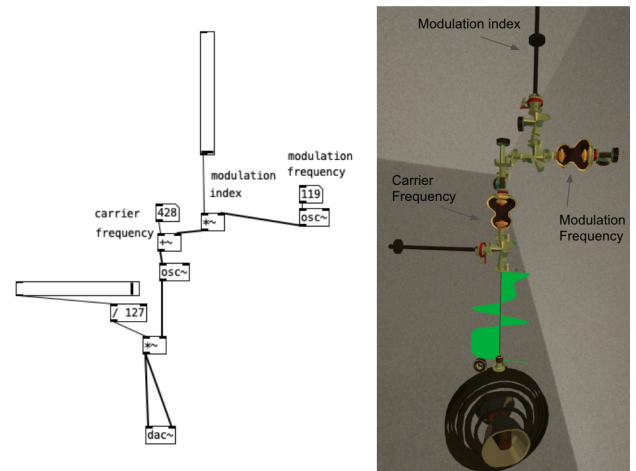 modulation
index
modulation
frequency
119
osc~
carrier
frequency
428
*~
+~
osc~
/ 127
*~
dac~
Modulation index
Carrier
Frequency
Modulation
Frequency